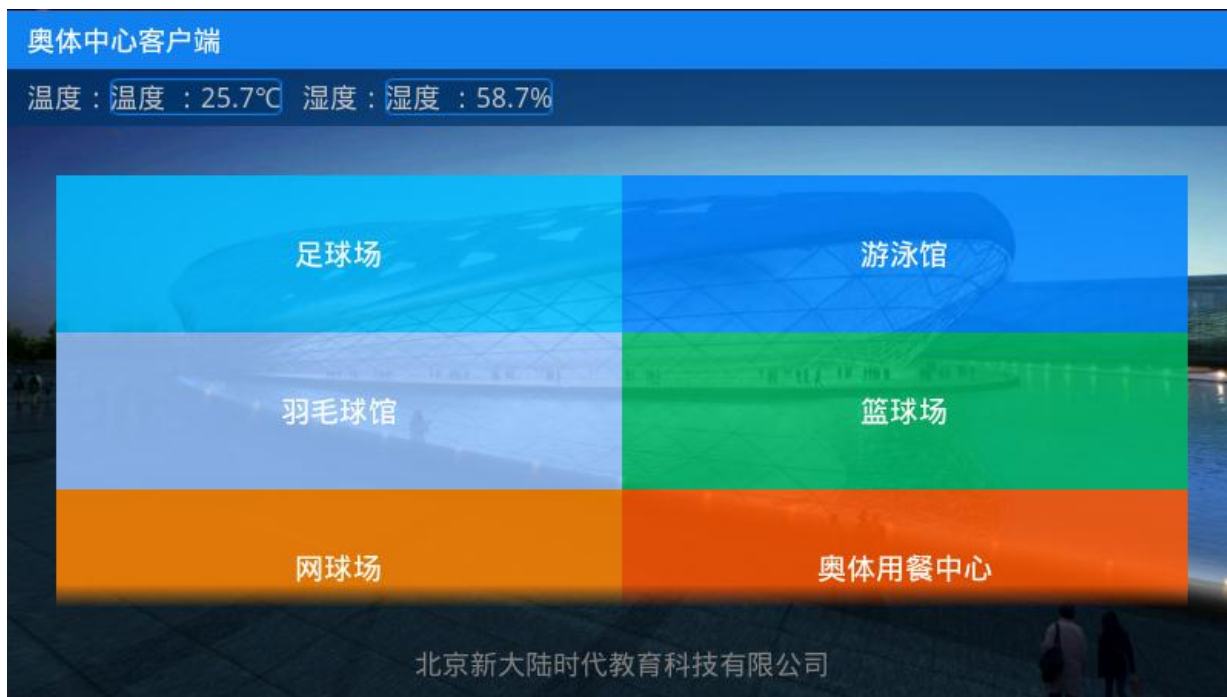 奥体中心客户端
温度：温度 ：25.7℃ 湿度：湿度 ：58.7%
足球场 游泳馆
羽毛球馆 篮球场
网球场 奥体用餐中心
北京新大陆时代教育科技有限公司